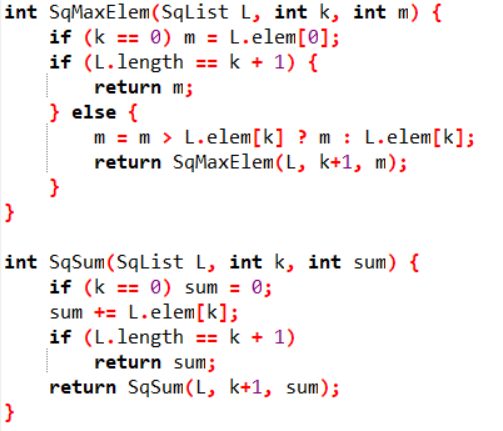 int SqMaxElem(SqList L, int k, int m) {
    if (k == 0) m = L.elem[0];
    if (L.length == k + 1) {
        return m;
    } else {
        m = m > L.elem[k] ? m : L.elem[k];
        return SqMaxElem(L, k+1, m);
    }
}

int SqSum(SqList L, int k, int sum) {
    if (k == 0) sum = 0;
    sum += L.elem[k];
    if (L.length == k + 1)
        return sum;
    return SqSum(L, k+1, sum);
}